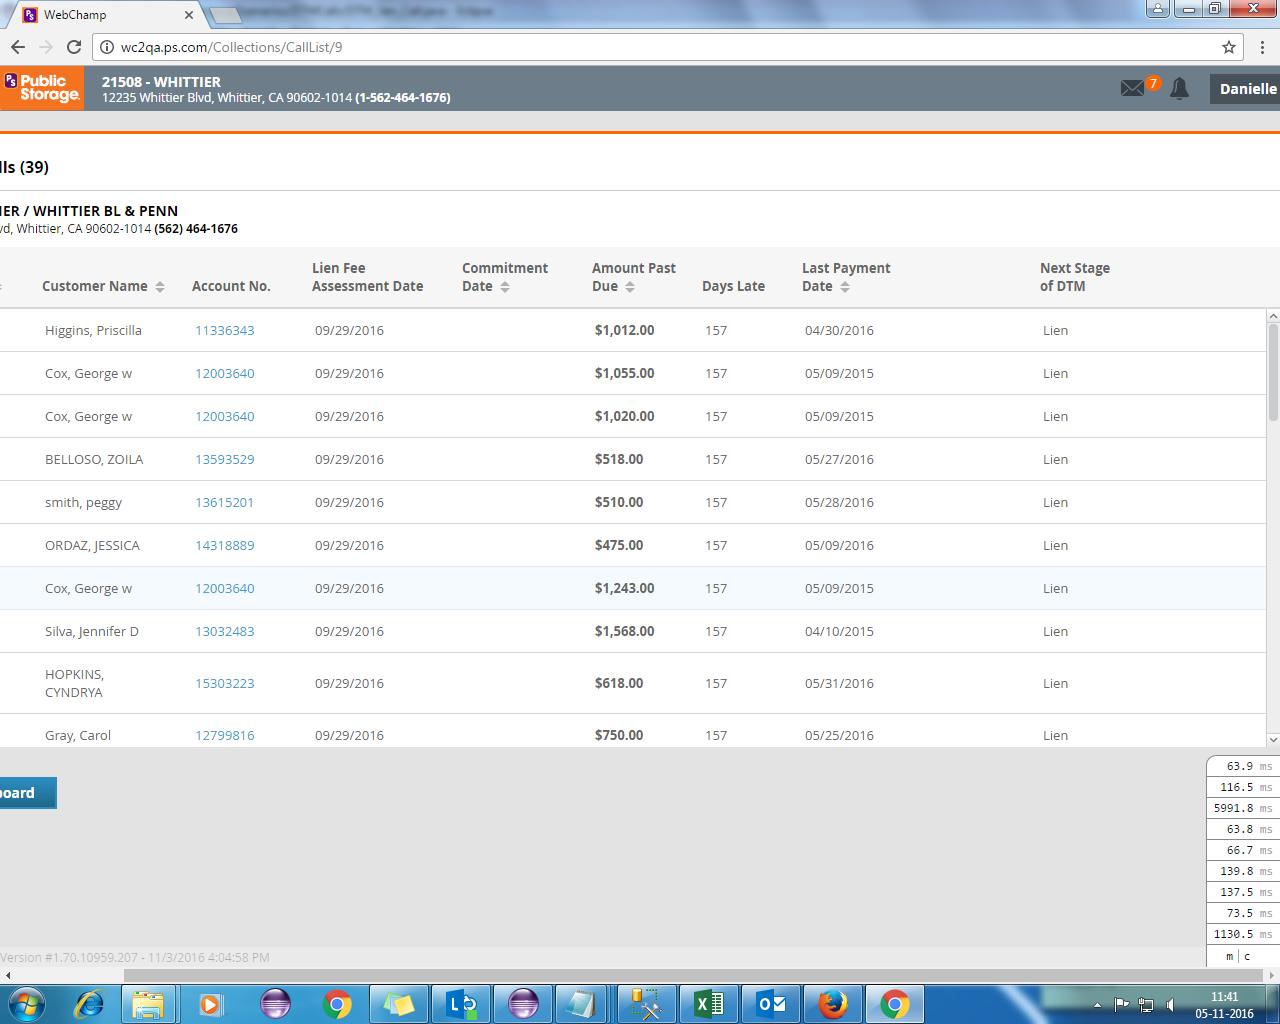 WebChamp
wc2qa.ps.com/Collections/CallList/9
PS Public Storage.
21508 - WHITTIER
12235 Whittier Blvd, Whittier, CA 90602-1014 (1-562-464-1676)
7
Danielle
lls (39)
IER / WHITTIER BL & PENN
vd, Whittier, CA 90602-1014 (562) 464-1676
Customer Name Account No. Lien Fee Assessment Date Commitment Date Amount Past Due Days Late Last Payment Date Next Stage of DTM
Higgins, Priscilla 11336343 09/29/2016 $1,012.00 157 04/30/2016 Lien
Cox, George w 12003640 09/29/2016 $1,055.00 157 05/09/2015 Lien
Cox, George w 12003640 09/29/2016 $1,020.00 157 05/09/2015 Lien
BELLOSO, ZOILA 13593529 09/29/2016 $518.00 157 05/27/2016 Lien
smith, peggy 13615201 09/29/2016 $510.00 157 05/28/2016 Lien
ORDAZ, JESSICA 14318889 09/29/2016 $475.00 157 05/09/2016 Lien
Cox, George w 12003640 09/29/2016 $1,243.00 157 05/09/2015 Lien
Silva, Jennifer D 13032483 09/29/2016 $1,568.00 157 04/10/2015 Lien
HOPKINS, CYNDRYA 15303223 09/29/2016 $618.00 157 05/31/2016 Lien
Gray, Carol 12799816 09/29/2016 $750.00 157 05/25/2016 Lien
board
63.9 ms
116.5 ms
5991.8 ms
63.8 ms
66.7 ms
139.8 ms
137.5 ms
73.5 ms
1130.5 ms
m | c
Version #1.70.10959.207 - 11/3/2016 4:04:58 PM
11:41
05-11-2016